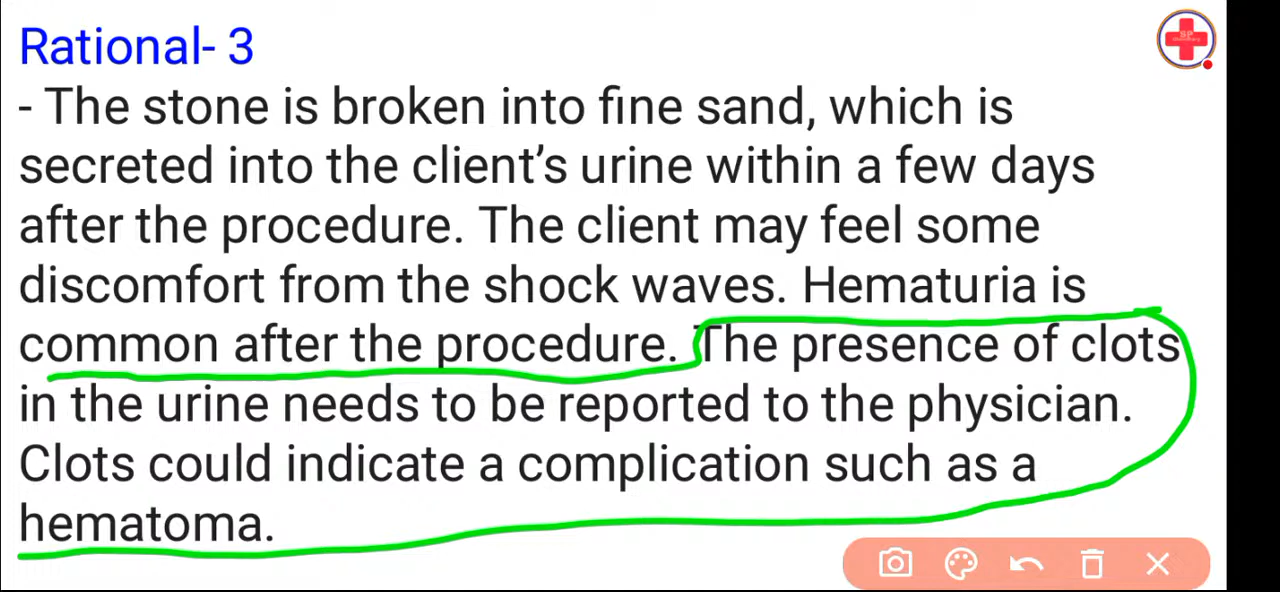 Rational- 3
- The stone is broken into fine sand, which is
secreted into the client’s urine within a few days
after the procedure. The client may feel some
discomfort from the shock waves. Hematuria is
common after the procedure. The presence of clots
in the urine needs to be reported to the physician.
Clots could indicate a complication such as a
hematoma.
SP